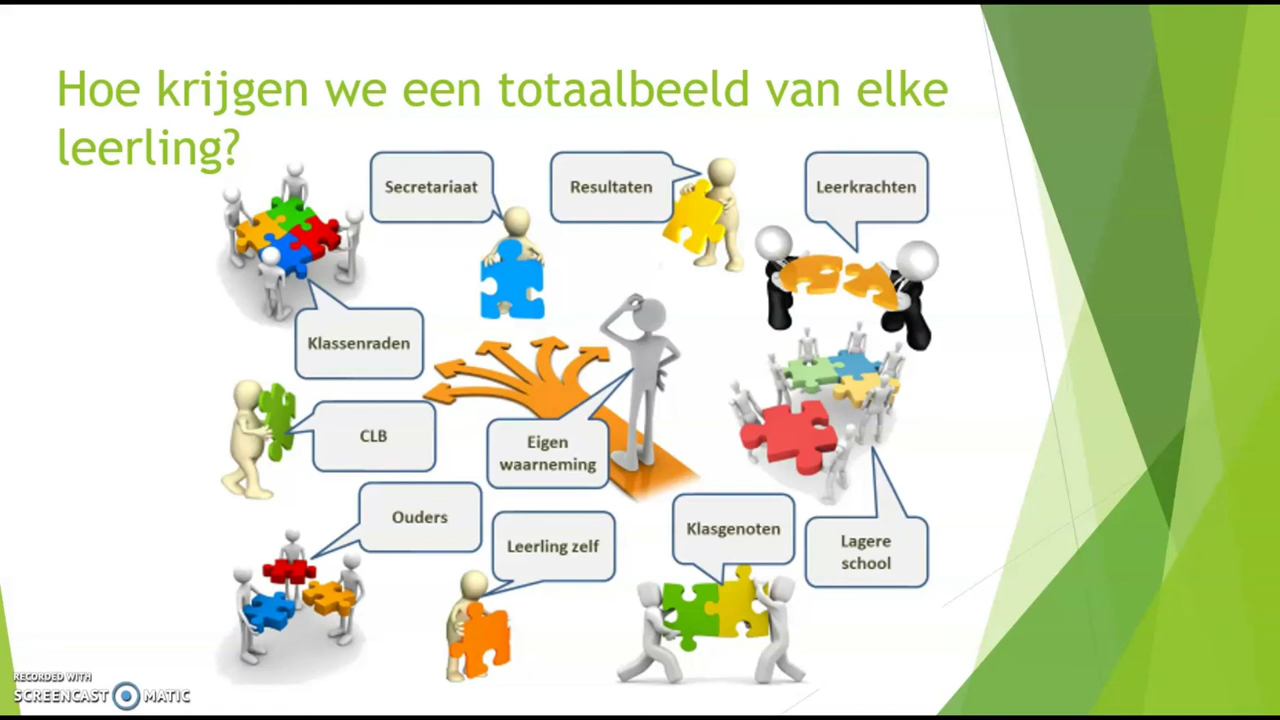 Hoe krijgen we een totaalbeeld van elke
leerling?
Secretariaat
Resultaten
Leerkrachten
Klassenraden
CLB
Eigen
waarneming
Ouders
Leerling zelf
Klasgenoten
Lagere
school
RECORDED WITH
SCREENCAST MATIC